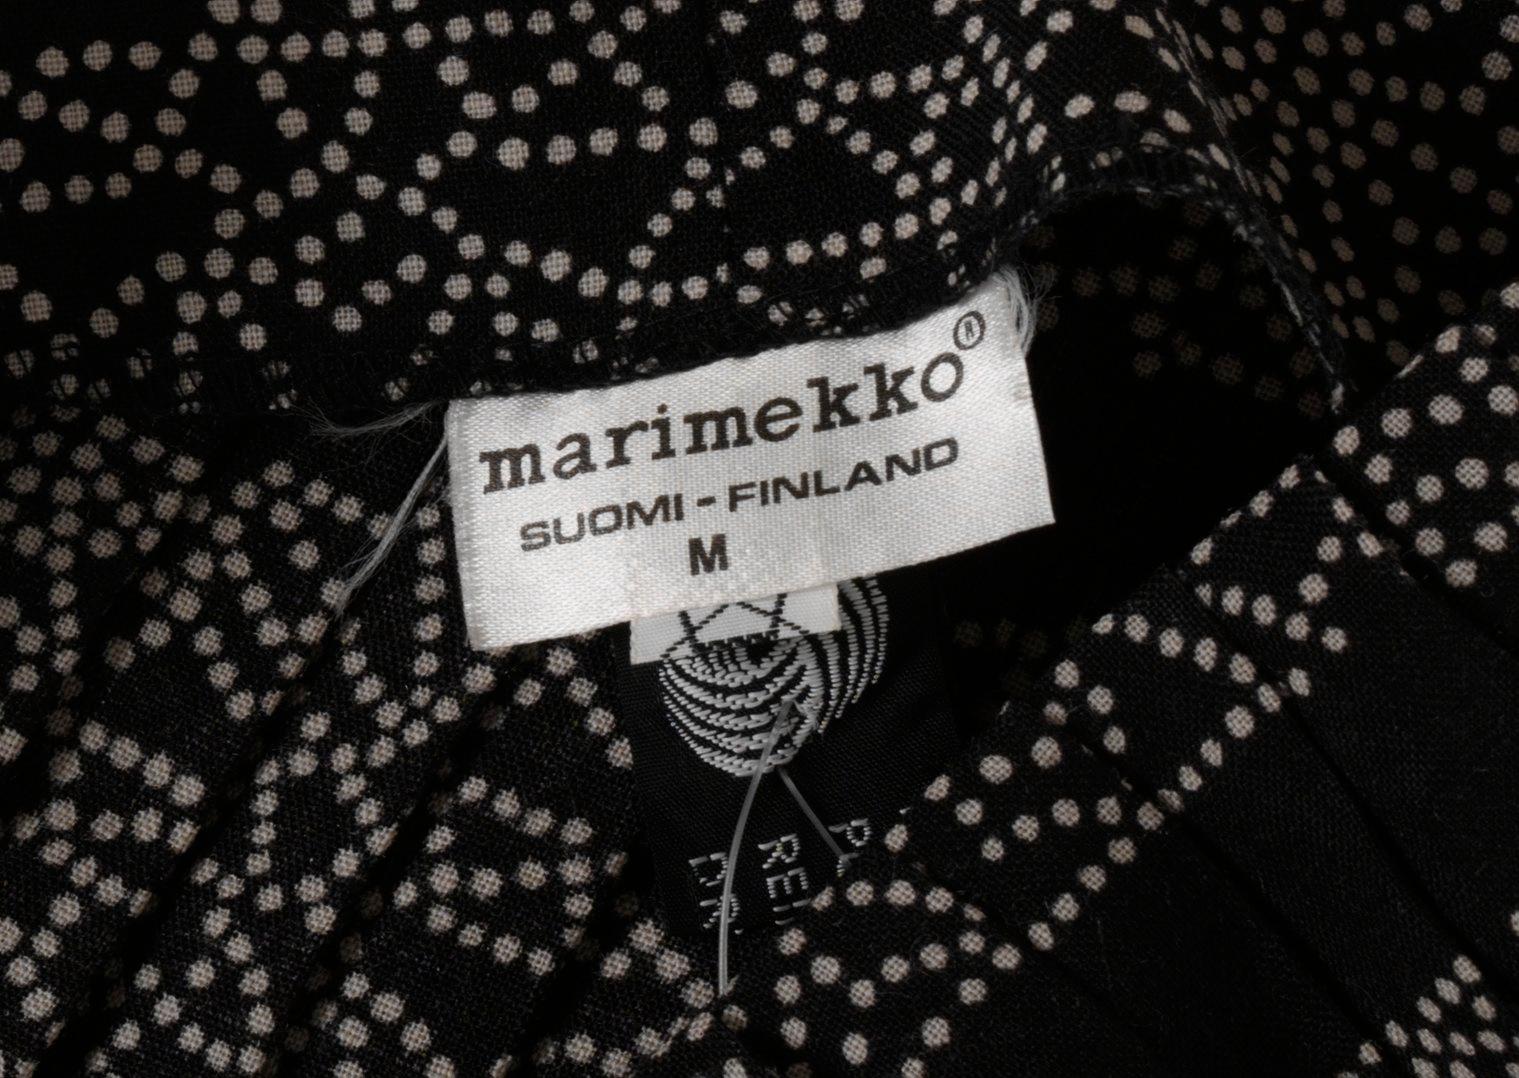 marimekko®
SUOMI - FINLAND
M